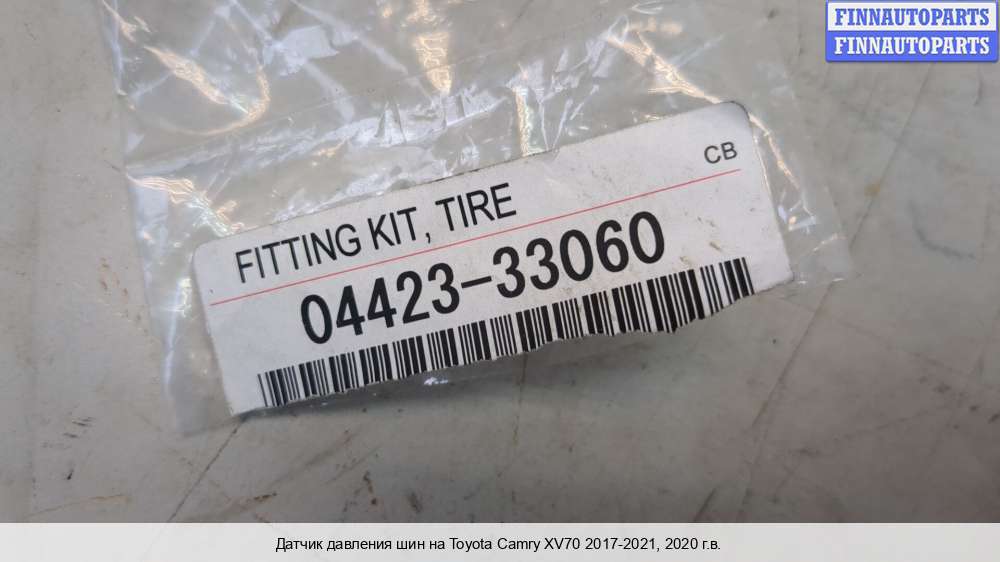 FINNAUTOPARTS
FINNAUTOPARTS
CB
FITTING KIT, TIRE
04423-33060
Датчик давления шин на Toyota Camry XV70 2017-2021, 2020 г.в.